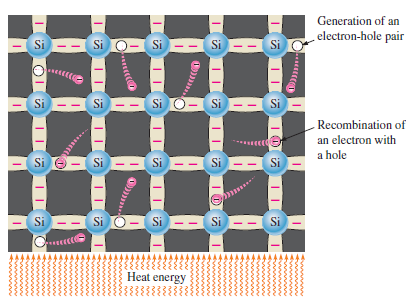 Generation of an
electron-hole pair
Si Si Si Si Si
Si Si Si Si Si
Recombination of
an electron with
a hole
Si Si Si Si Si
Si Si Si Si Si
Heat energy